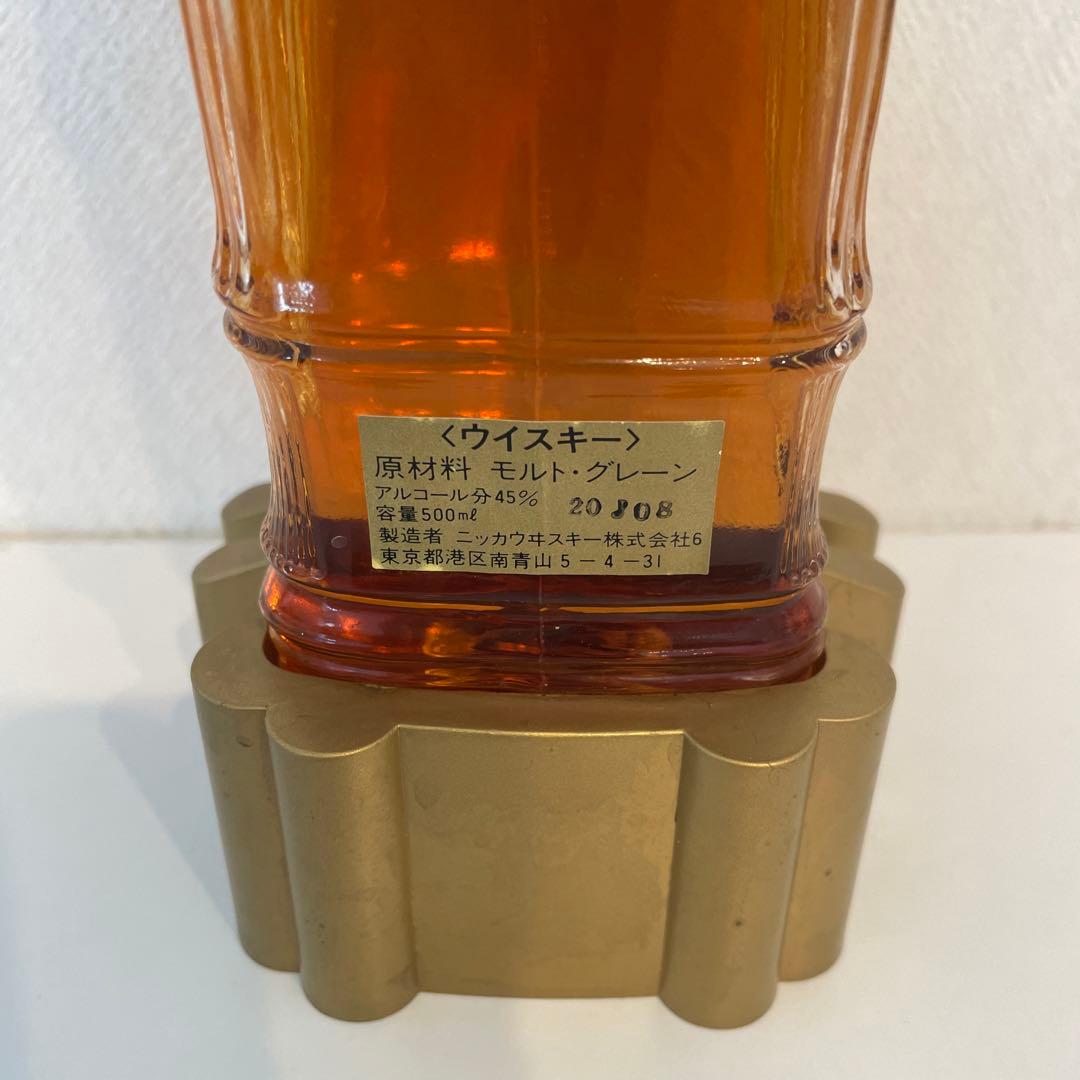 〈ウイスキー〉
原材料 モルト・グレーン
アルコール分45%
容量500mℓ 20J08
製造者 ニッカウヰスキー株式会社6
東京都港区南青山5-4-31